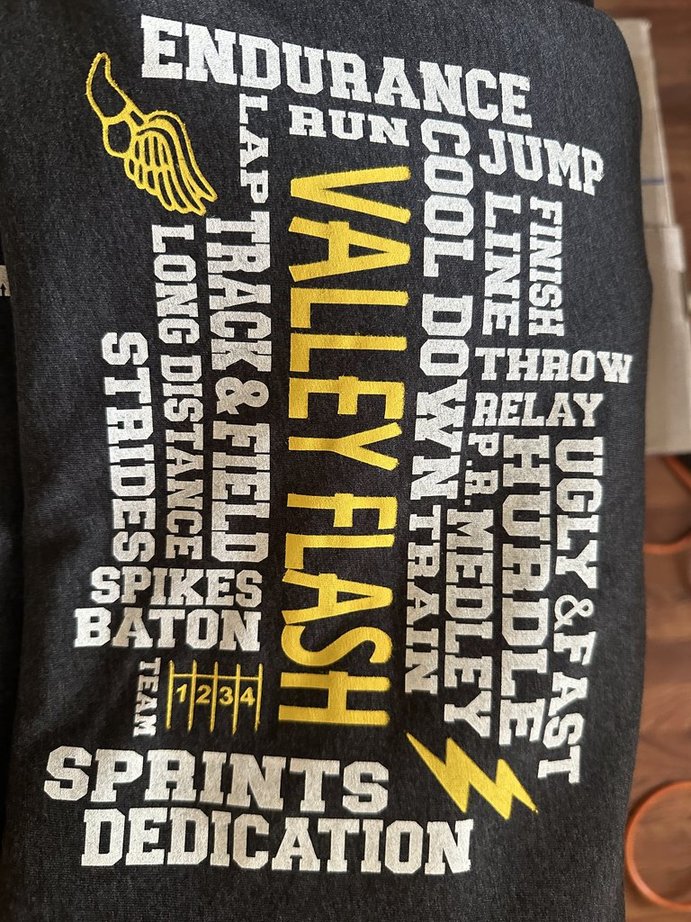 ENDURANCE
RUN
JUMP
LAP
COOL DOWN
FINISH
LINE
VALLEY FLASH
TRACK & FIELD
LONG DISTANCE
STRIDES
THROW
RELAY
P.R.
UGLY & FAST
HURDLE
MEDLEY
TRAIN
SPIKES
BATON
TEAM
1 2 3 4
SPRINTS
DEDICATION